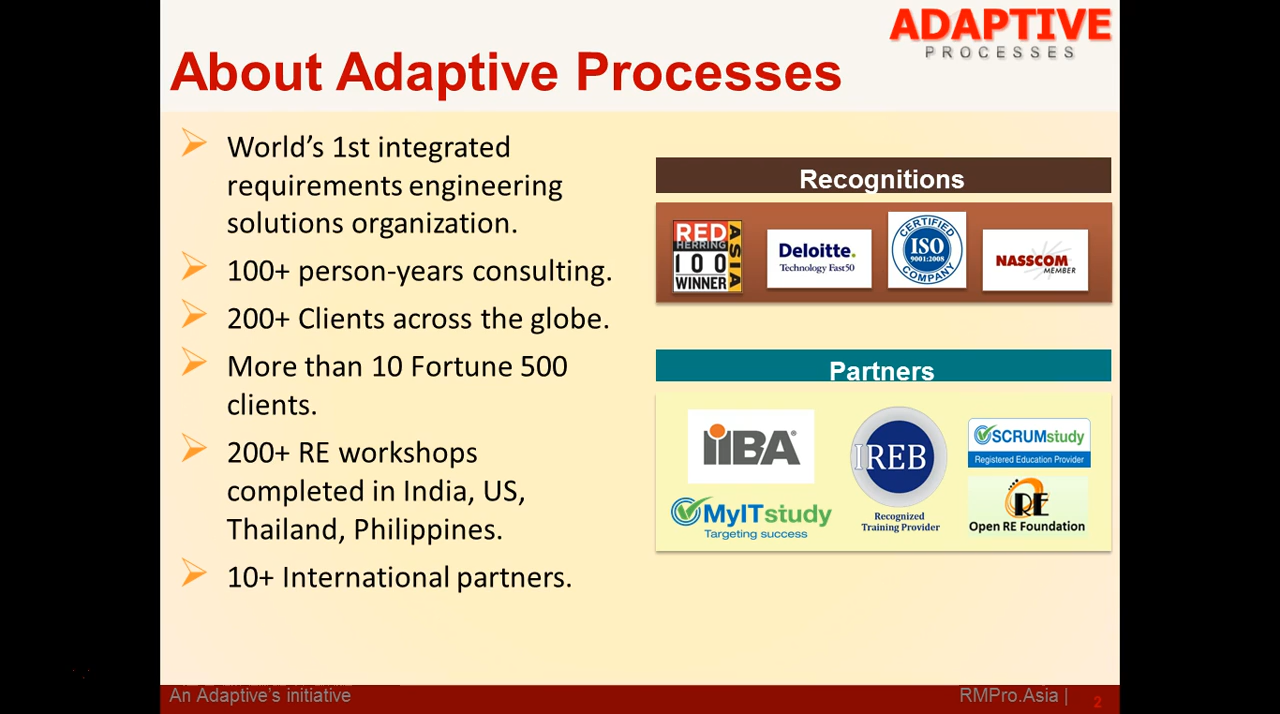 ADAPTIVE
PROCESSES
About Adaptive Processes
World's 1st integrated
requirements engineering
solutions organization.
100+ person-years consulting.
200+ Clients across the globe.
More than 10 Fortune 500
clients.
200+ RE workshops
completed in India, US,
Thailand, Philippines.
10+ International partners.
Recognitions
RED
HERRING
100
WINNER
ASIA
Deloitte.
Technology Fast50
CERTIFIED
ISO
9001:2008
COMPANY
NASSCOM
MEMBER
Partners
iiBA®
IREB
Recognized
Training Provider
SCRUMstudy
Registered Education Provider
MyITstudy
Targeting success
RE
Open RE Foundation
An Adaptive's initiative
RMPro.Asia |
2